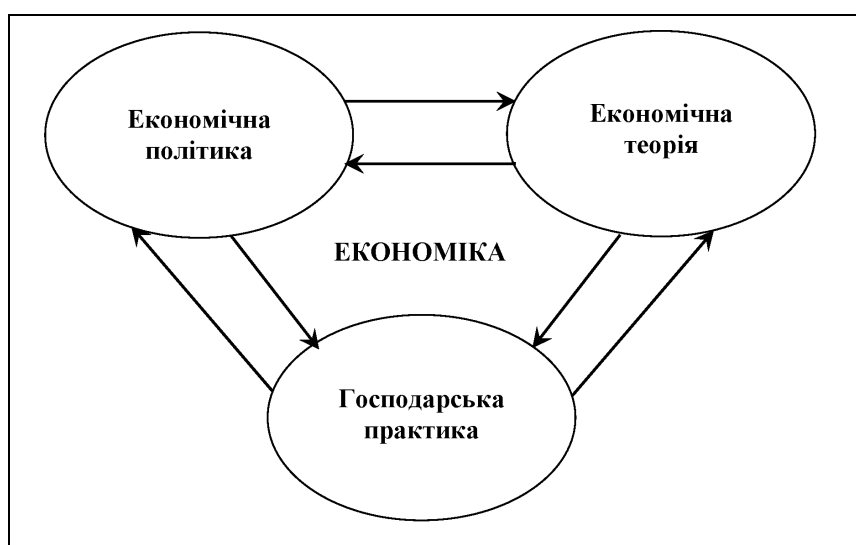 Економічна
політика
Економічна
теорія
ЕКОНОМІКА
Господарська
практика